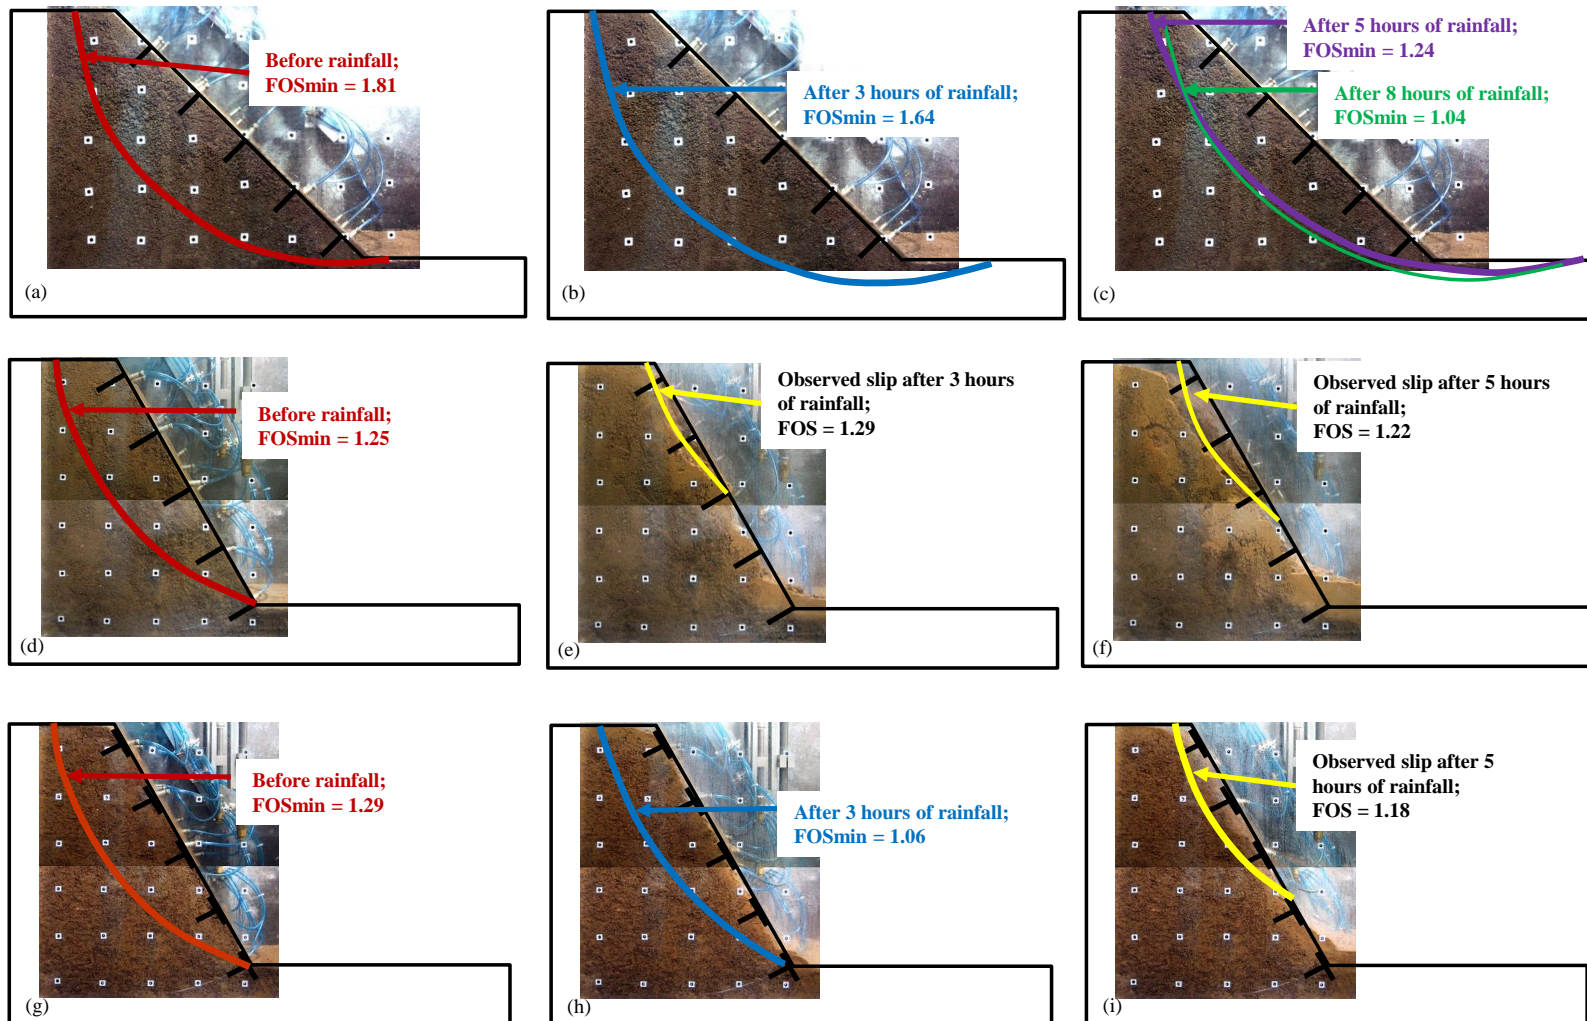 Before rainfall;
FOSmin = 1.81
(a)
After 3 hours of rainfall;
FOSmin = 1.64
(b)
After 5 hours of rainfall;
FOSmin = 1.24
After 8 hours of rainfall;
FOSmin = 1.04
(c)
Before rainfall;
FOSmin = 1.25
(d)
Observed slip after 3 hours
of rainfall;
FOS = 1.29
(e)
Observed slip after 5 hours
of rainfall;
FOS = 1.22
(f)
Before rainfall;
FOSmin = 1.29
(g)
After 3 hours of rainfall;
FOSmin = 1.06
(h)
Observed slip after 5
hours of rainfall;
FOS = 1.18
(i)